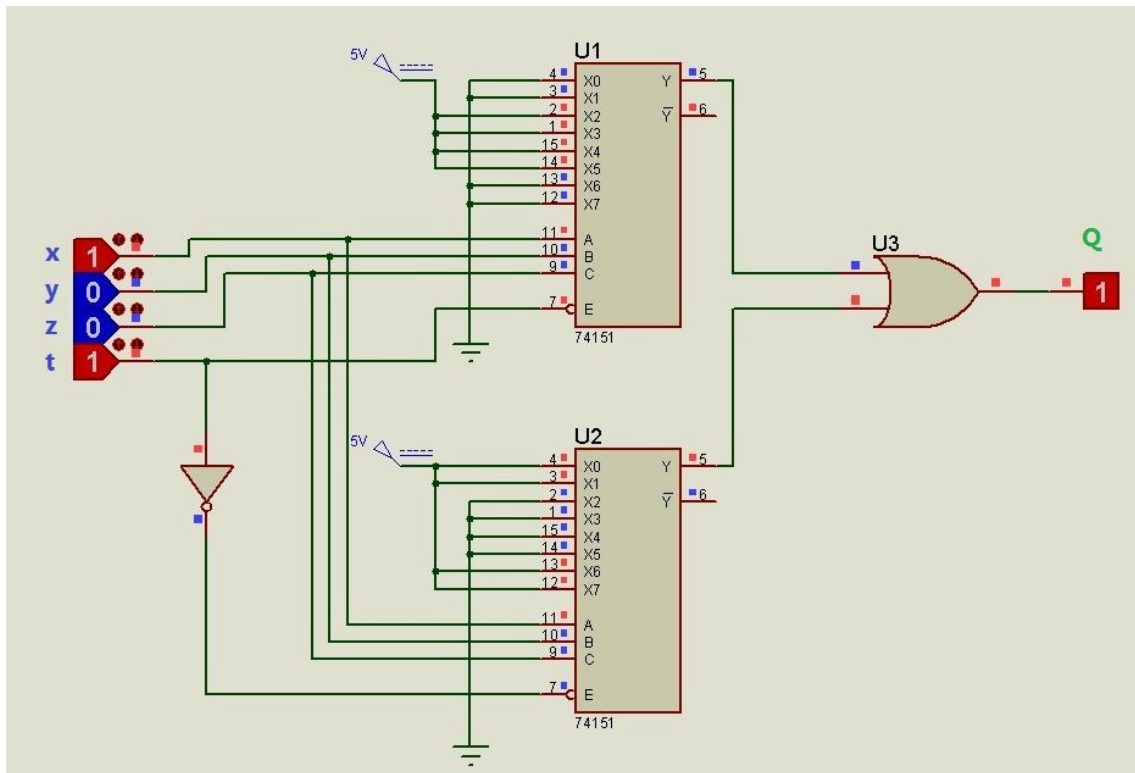 U1
5V
4 X0 Y 5
3 X1
2 X2 Y 6
1 X3
15 X4
14 X5
13 X6
12 X7
11 A
10 B
9 C
7 E
74151
x 1
y 0
z 0
t 1
U3
Q
1
U2
5V
4 X0 Y 5
3 X1
2 X2 Y 6
1 X3
15 X4
14 X5
13 X6
12 X7
11 A
10 B
9 C
7 E
74151